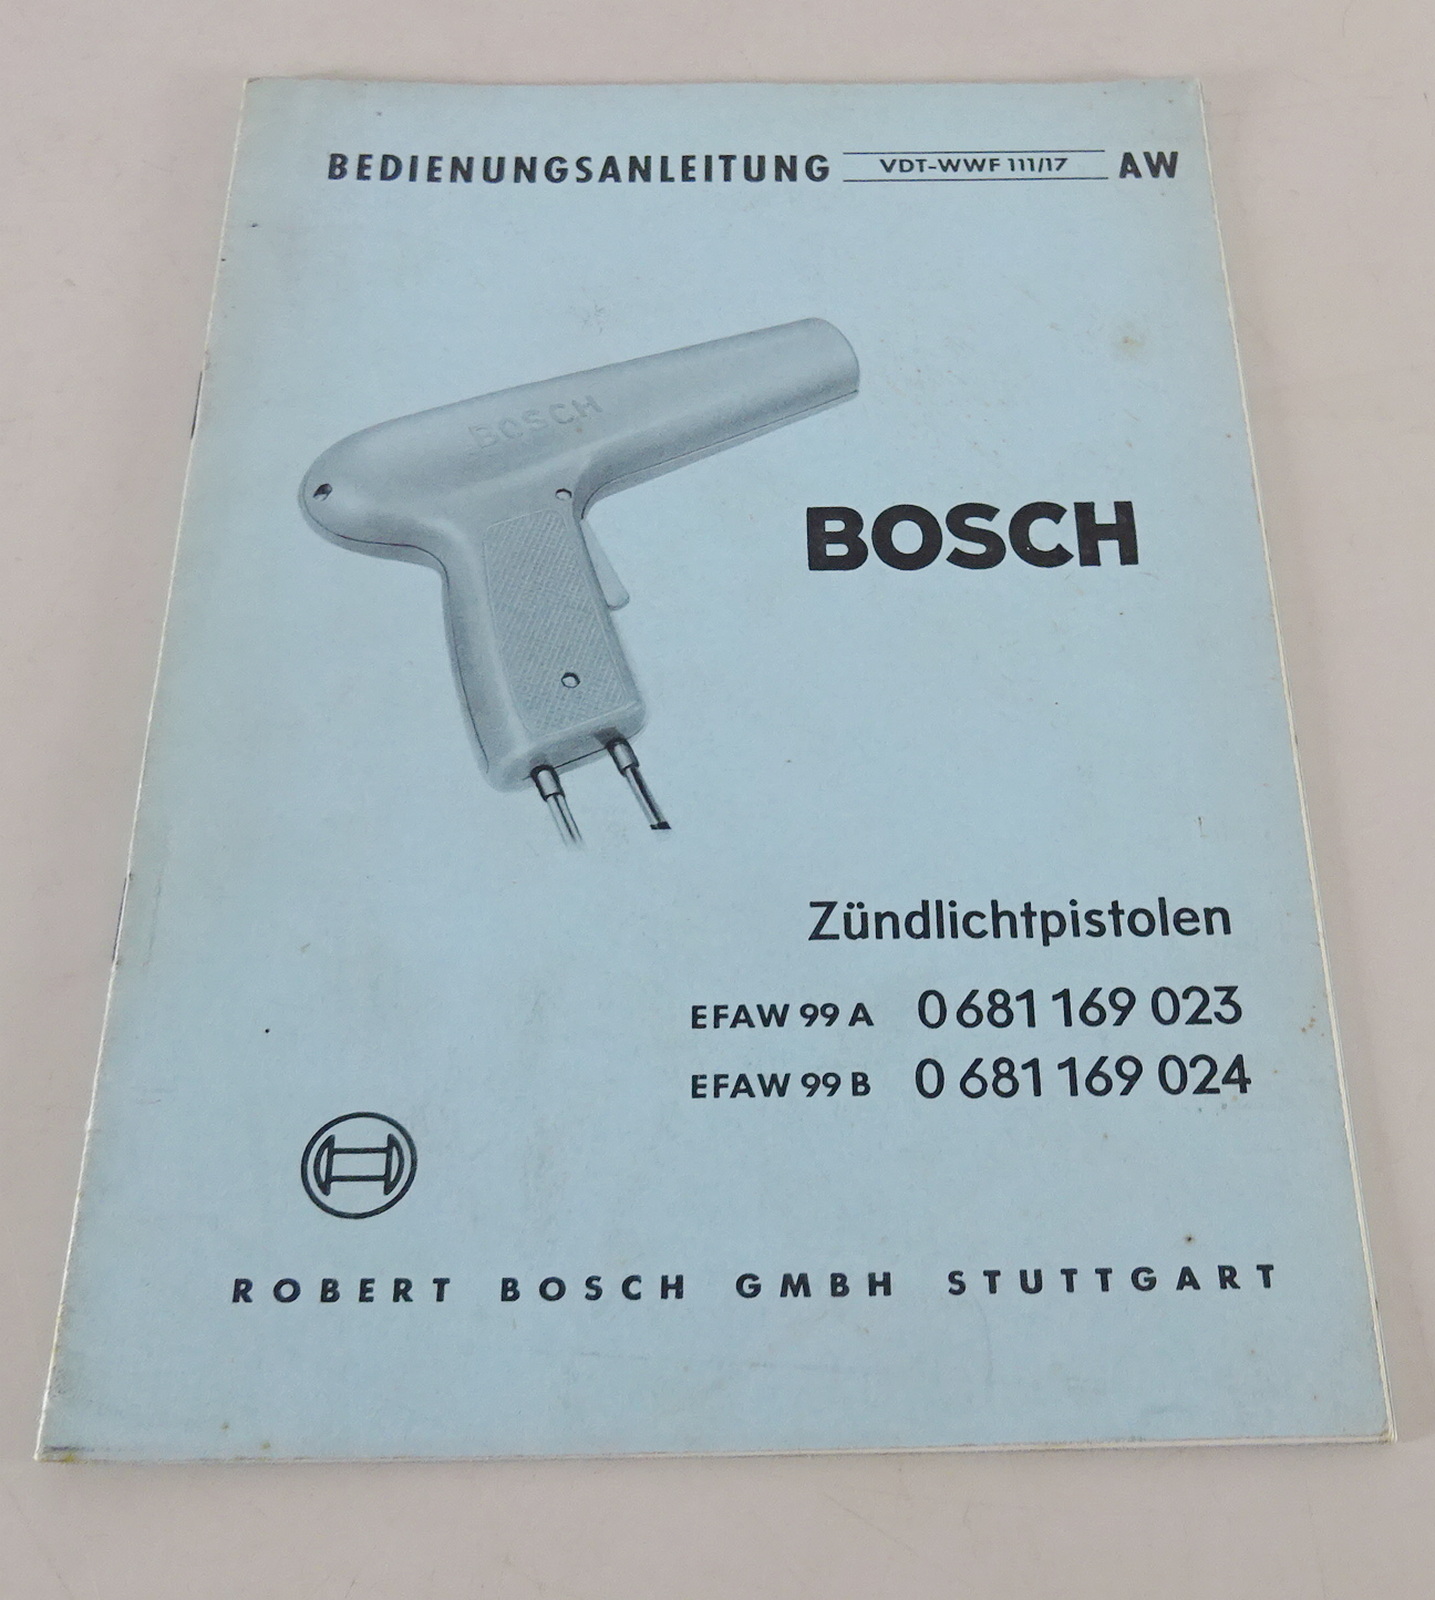 BEDIENUNGSANLEITUNG VDT-WWF 111/17 AW
BOSCH
BOSCH
Zündlichtpistolen
EFAW 99 A 0 681 169 023
EFAW 99 B 0 681 169 024
ROBERT BOSCH GMBH STUTTGART